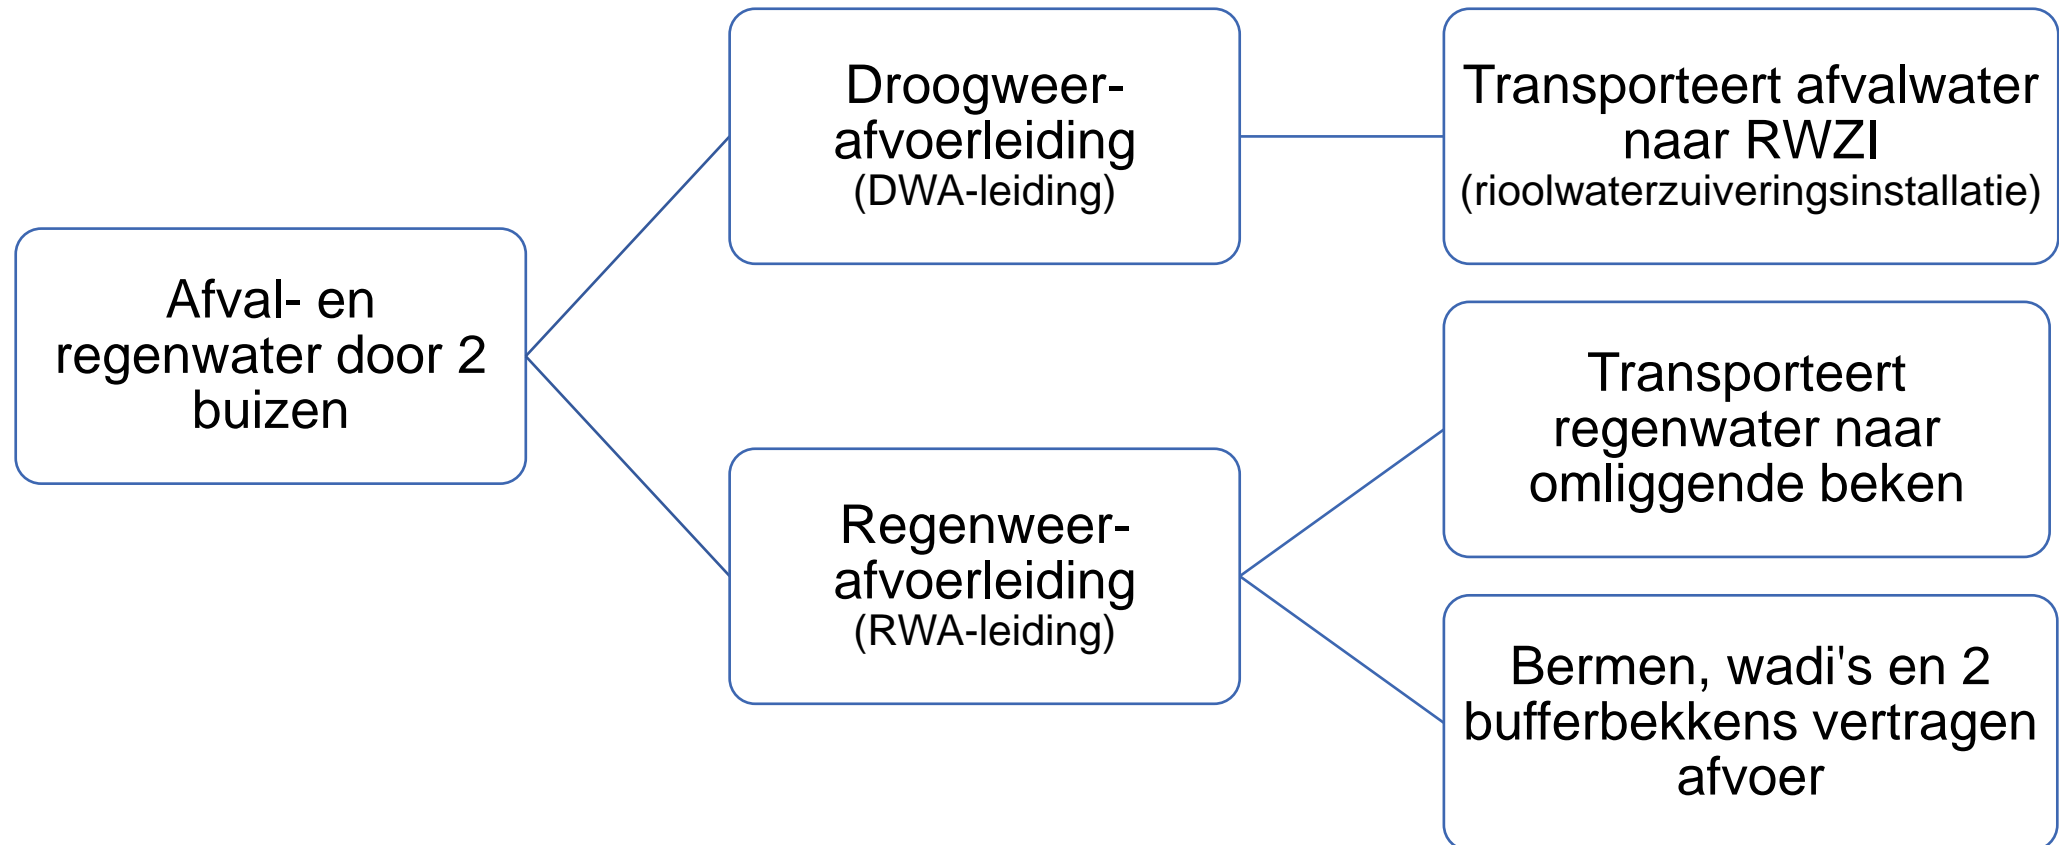 Afval- en
regenwater door 2
buizen
Droogweer-
afvoerleiding
(DWA-leiding)
Transporteert afvalwater
naar RWZI
(rioolwaterzuiveringsinstallatie)
Regenweer-
afvoerleiding
(RWA-leiding)
Transporteert
regenwater naar
omliggende beken
Bermen, wadi's en 2
bufferbekkens vertragen
afvoer